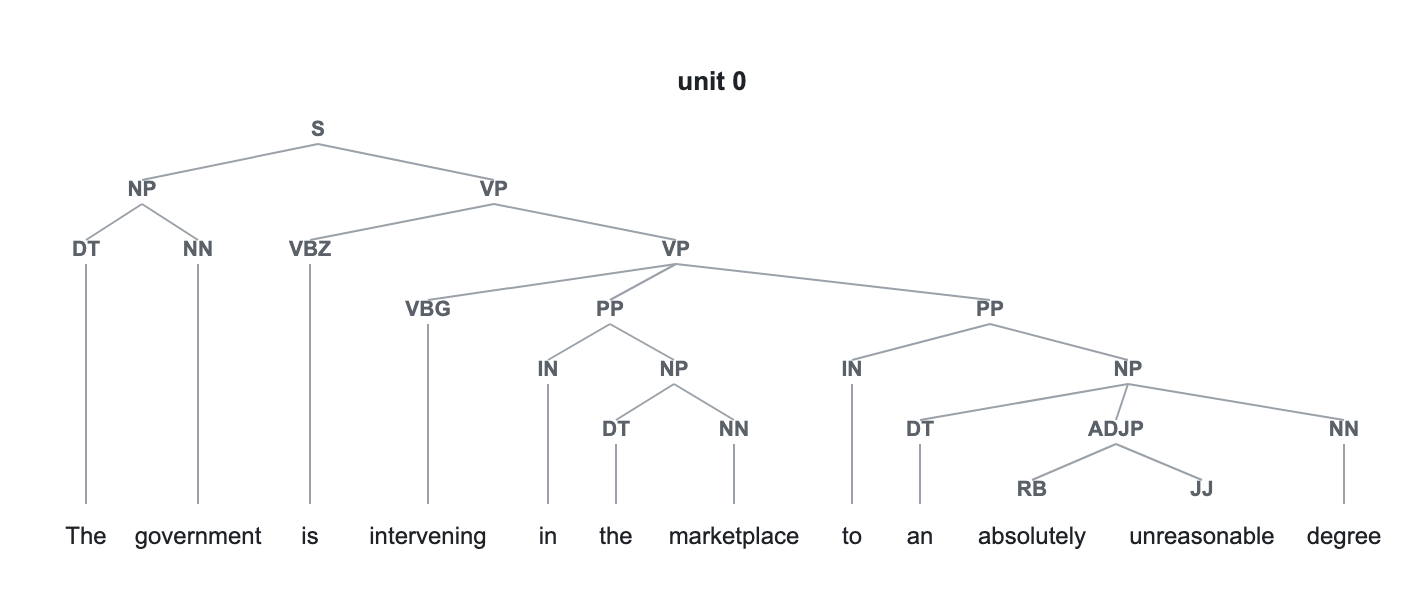 unit 0
S
NP VP
DT NN VBZ VP
VBG PP PP
IN NP IN NP
DT NN DT ADJP NN
RB JJ
The government is intervening in the marketplace to an absolutely unreasonable degree